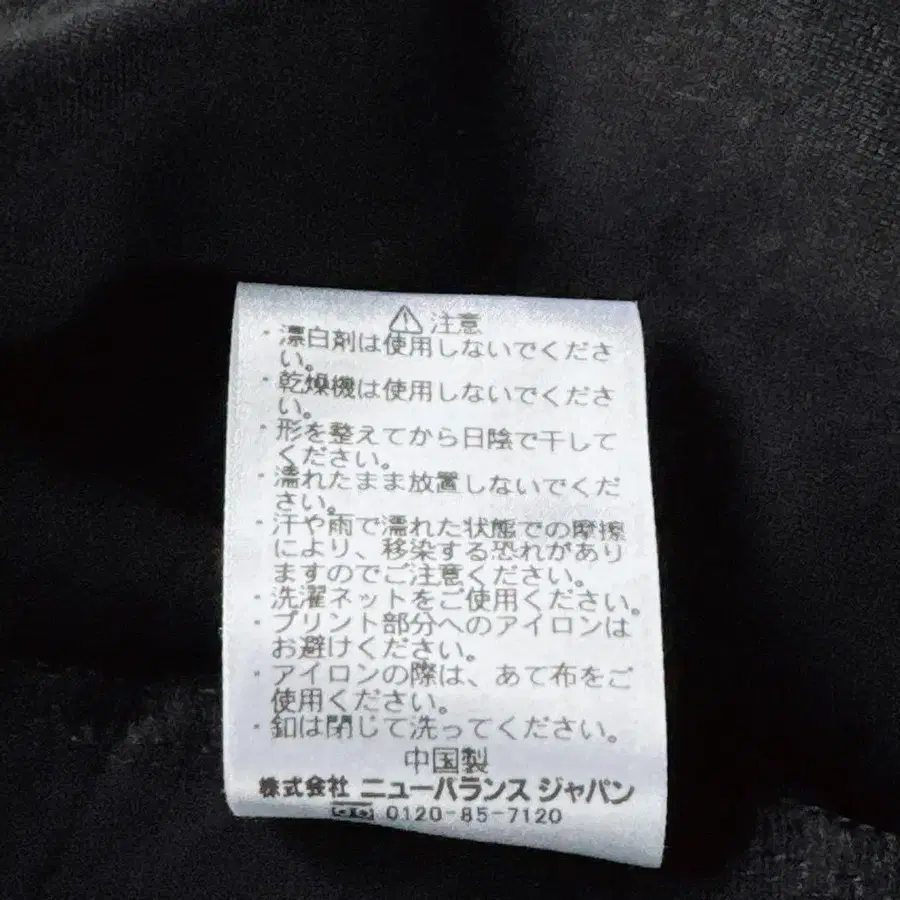 ⚠ 注意
・漂白剤は使用しないでくださ
い。
・乾燥機は使用しないでくださ
い。
・形を整えてから日陰で干して
ください。
・濡れたまま放置しないでくだ
さい。
・汗や雨で濡れた状態での摩擦
により、移染する恐れがあり
ますのでご注意ください。
・洗濯ネットをご使用ください。
・プリント部分へのアイロンは
お避けください。
・アイロンの際は、あて布をご
使用ください。
・釦は閉じて洗ってください。
中国製
株式会社 ニューバランス ジャパン
0120-85-7120